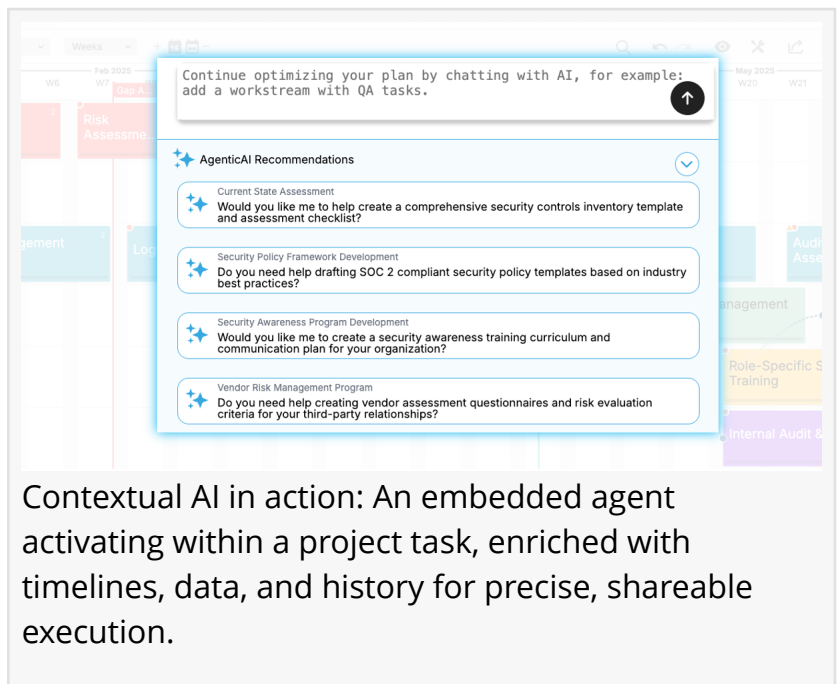 Weeks
Feb 2025
May 2025
W6
W7
W20
W21
Gap A...
Risk
Assessme...
Continue optimizing your plan by chatting with AI, for example:
add a workstream with QA tasks.
AgenticAI Recommendations
Current State Assessment
Would you like me to help create a comprehensive security controls inventory template
and assessment checklist?
Security Policy Framework Development
Do you need help drafting SOC 2 compliant security policy templates based on industry
best practices?
Security Awareness Program Development
Would you like me to create a security awareness training curriculum and
communication plan for your organization?
Vendor Risk Management Program
Do you need help creating vendor assessment questionnaires and risk evaluation
criteria for your third-party relationships?
gement
Log
Audi
Asse
anagement
Role-Specific S
Training
Internal Audit &
Contextual AI in action: An embedded agent
activating within a project task, enriched with
timelines, data, and history for precise, shareable
execution.